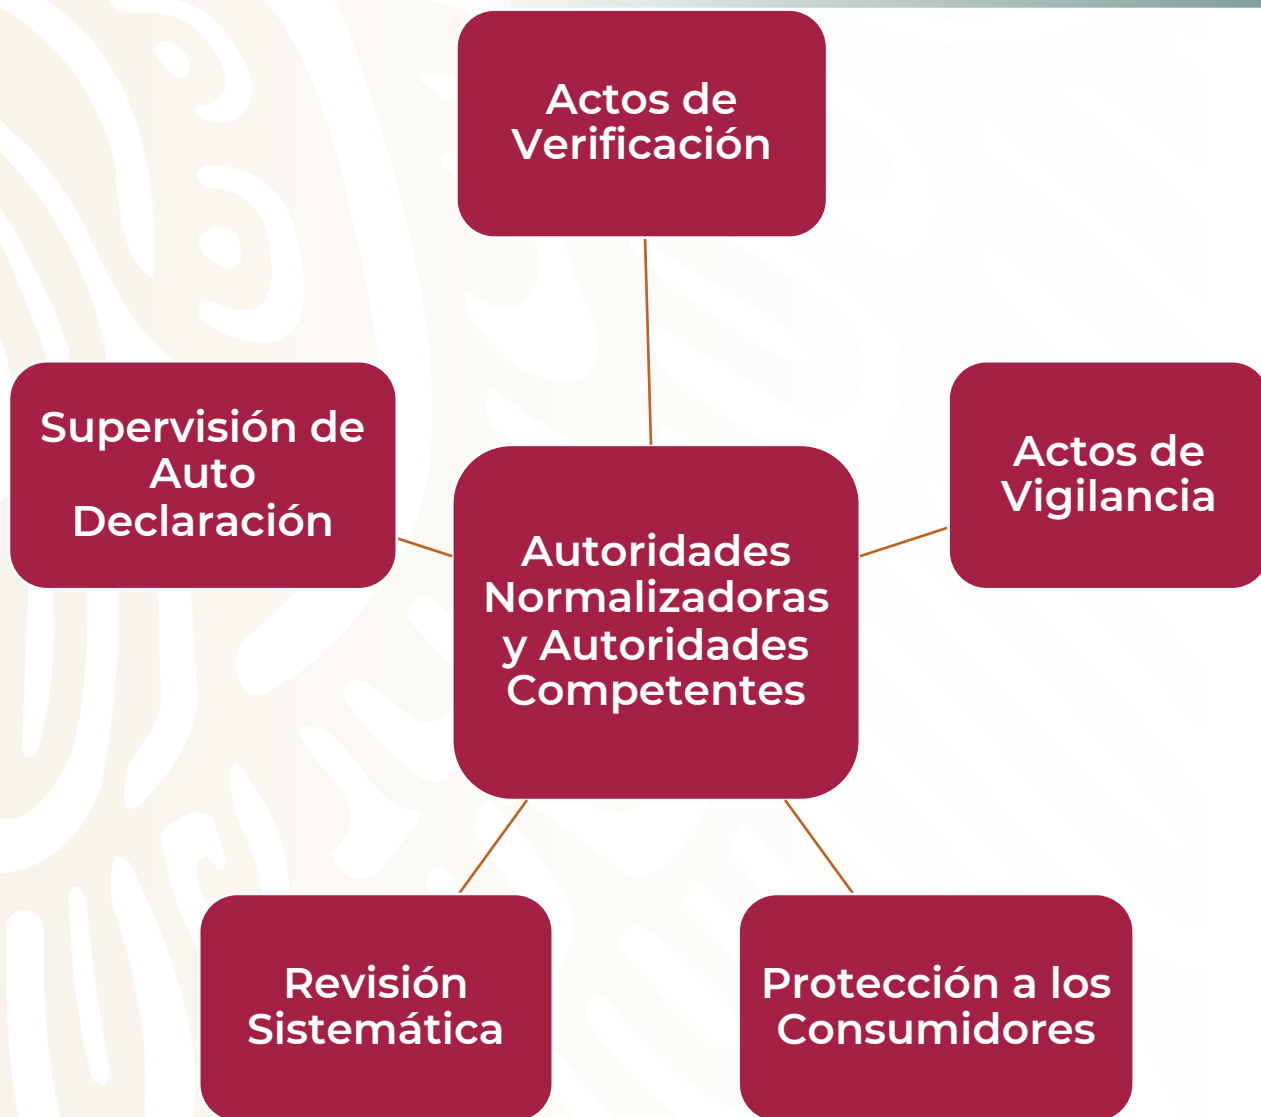 Actos de
Verificación
Supervisión de
Auto
Declaración
Actos de
Vigilancia
Autoridades
Normalizadoras
y Autoridades
Competentes
Revisión
Sistemática
Protección a los
Consumidores